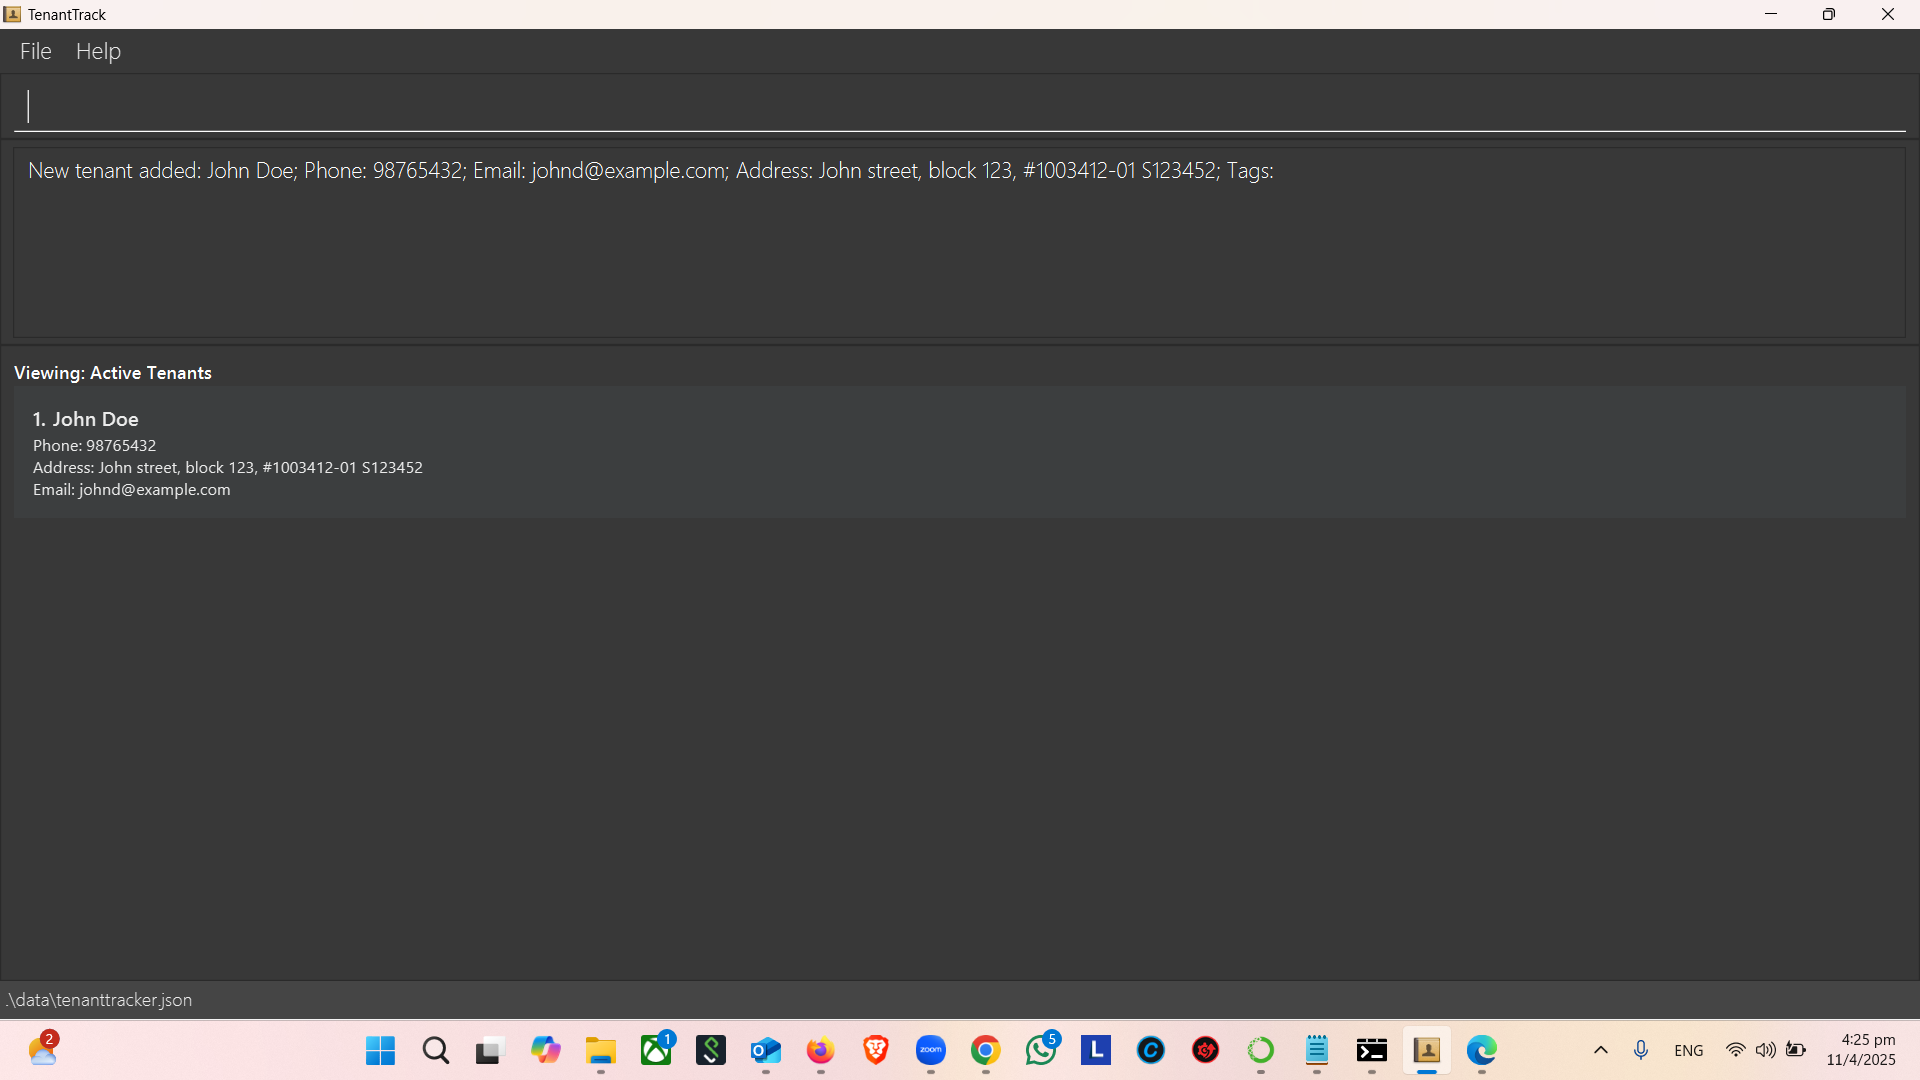 TenantTrack
File Help
New tenant added: John Doe; Phone: 98765432; Email: johnd@example.com; Address: John street, block 123, #1003412-01 S123452; Tags:
Viewing: Active Tenants
1. John Doe
Phone: 98765432
Address: John street, block 123, #1003412-01 S123452
Email: johnd@example.com
.\data\tenanttracker.json
2
1
zoom
5
L
ENG
4:25 pm
11/4/2025